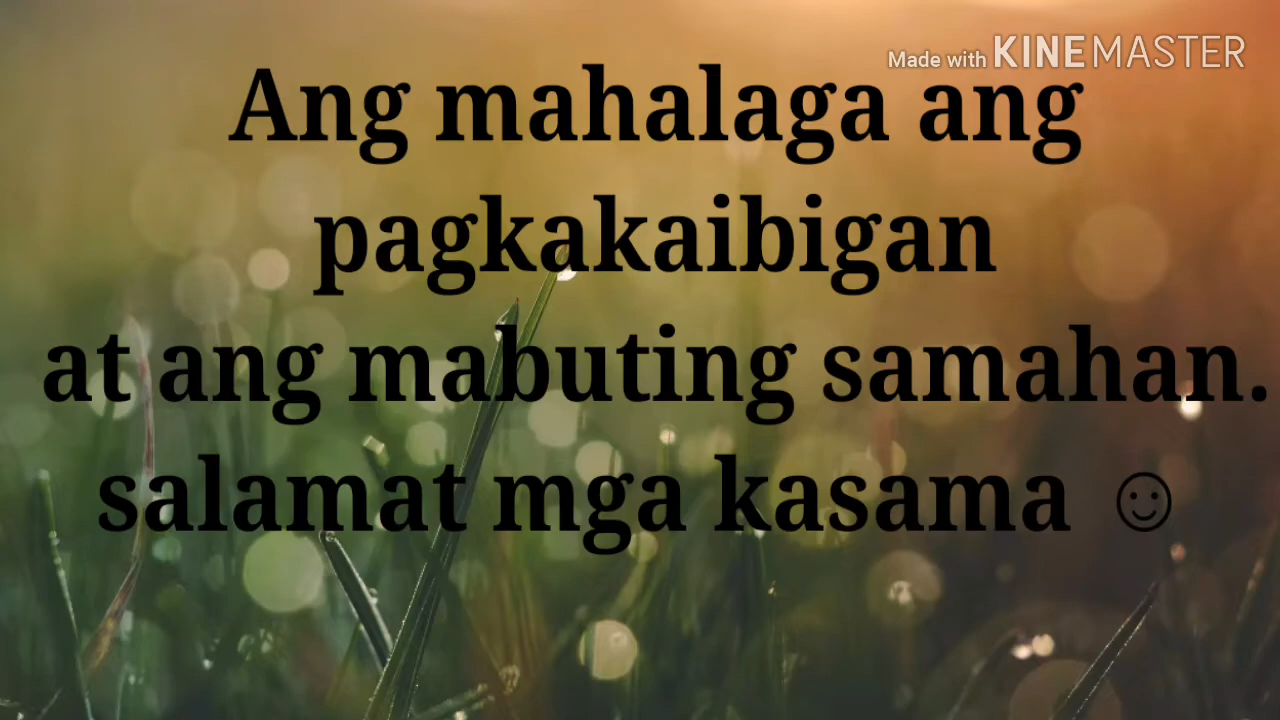 Made with KINEMASTER
Ang mahalaga ang
pagkakaibigan
at ang mabuting samahan.
salamat mga kasama ☺